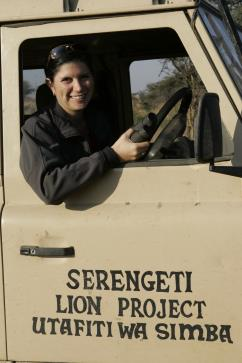 SERENGETI
LION PROJECT
UTAFITI WA SIMBA